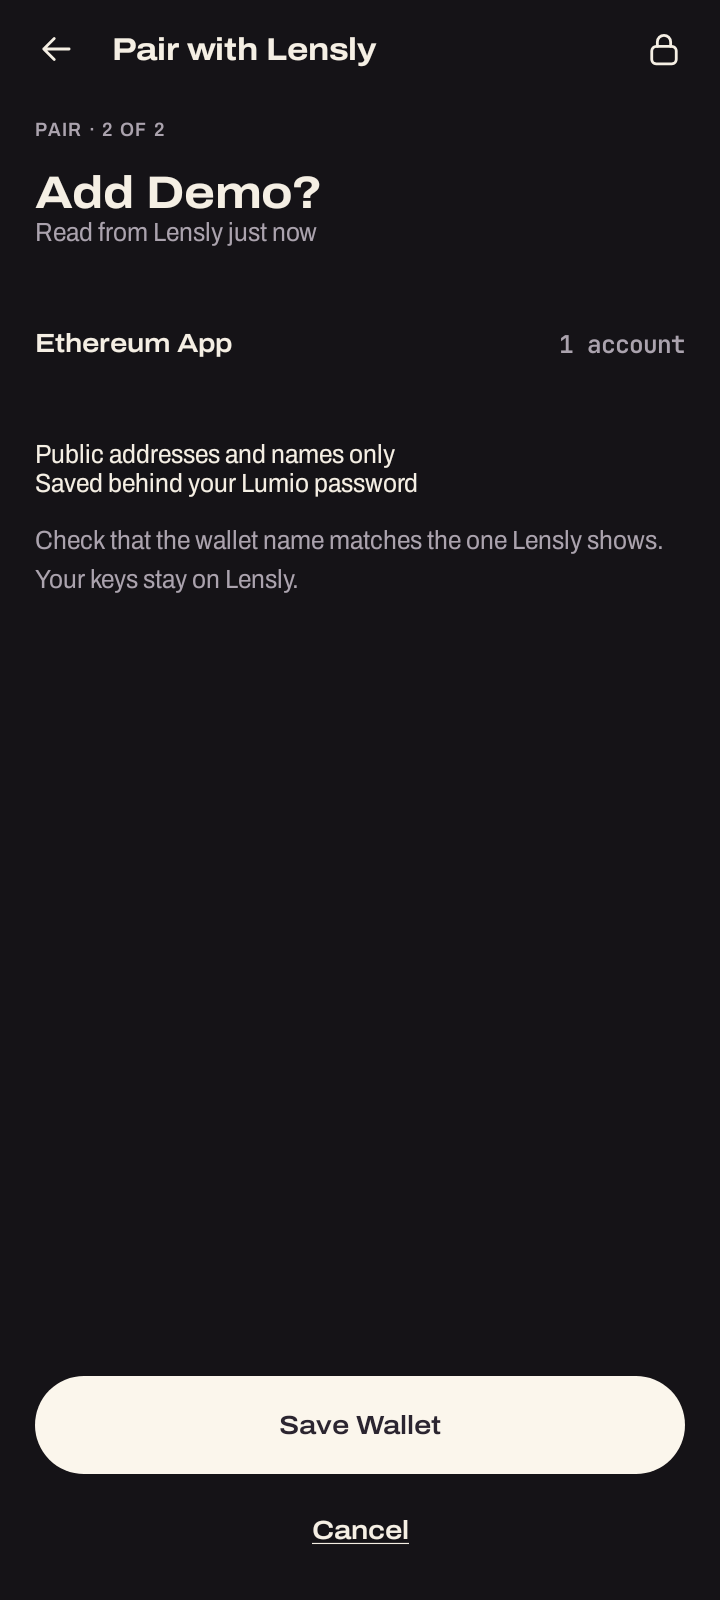 Pair with Lensly
PAIR · 2 OF 2
Add Demo?
Read from Lensly just now
Ethereum App 1 account
Public addresses and names only
Saved behind your Lumio password
Check that the wallet name matches the one Lensly shows.
Your keys stay on Lensly.
Save Wallet
Cancel